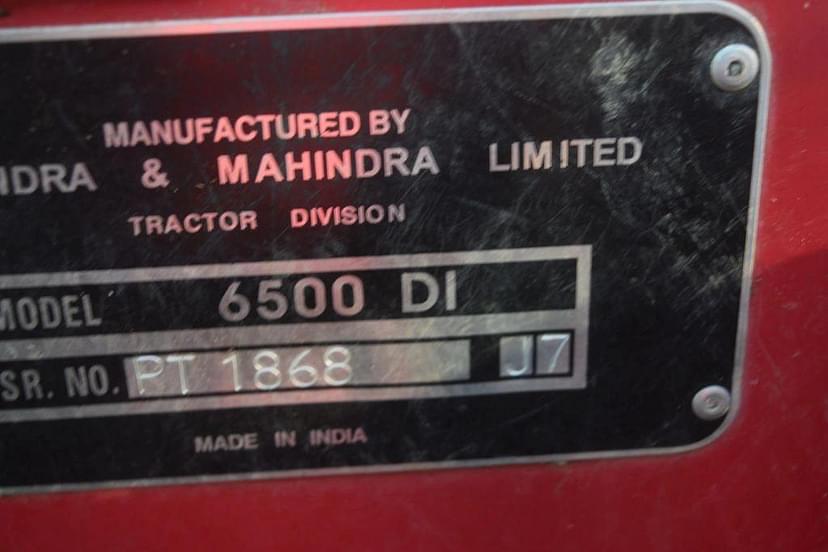 MANUFACTURED BY
NDRA & MAHINDRA LIMITED
TRACTOR DIVISION
MODEL 6500 DI
SR. NO. PT 1868 J7
MADE IN INDIA